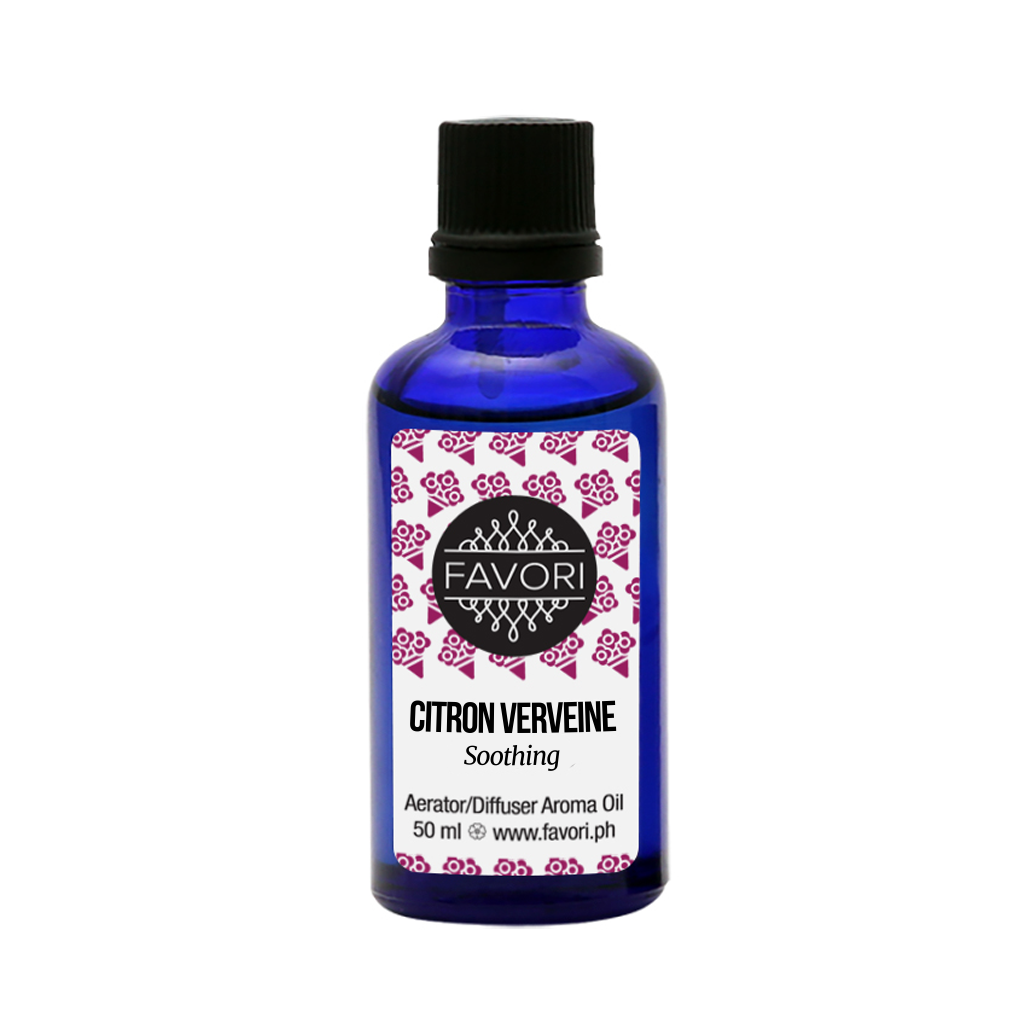 FAVORI
CITRON VERVEINE
Soothing
Aerator/Diffuser Aroma Oil
50 ml www.favori.ph